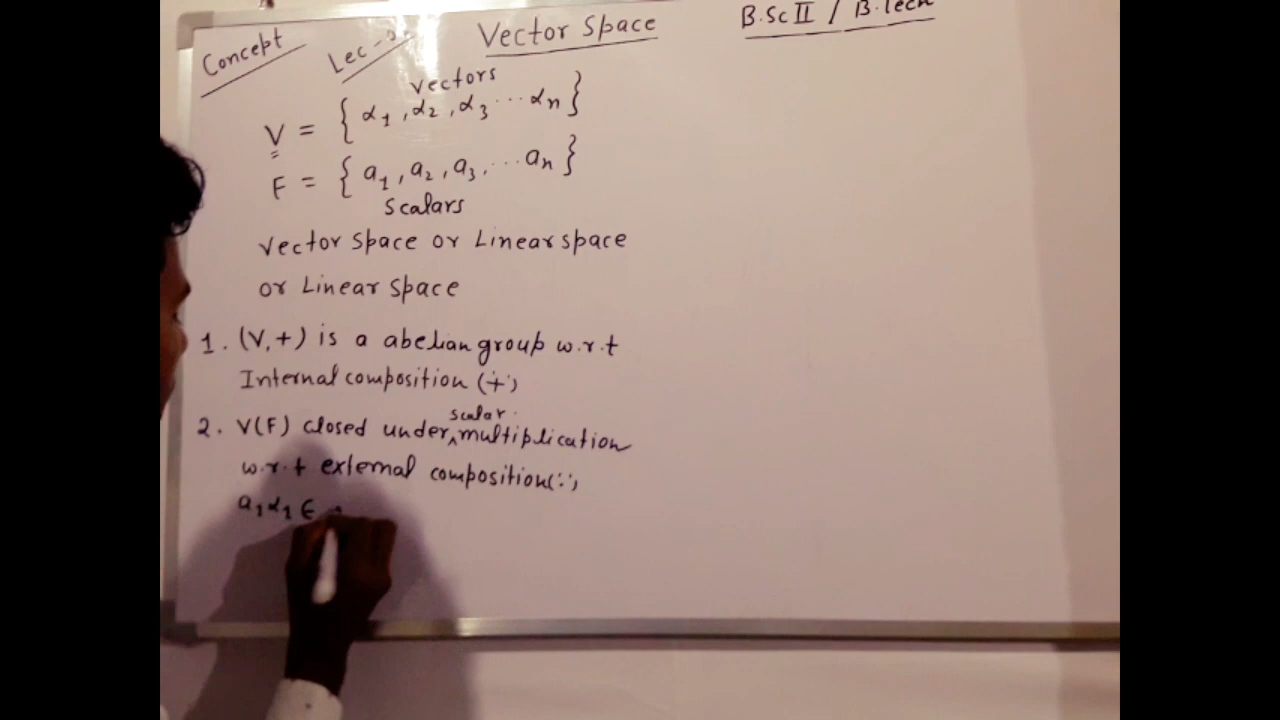 Concept
Lec -
Vector Space
B.Sc II / B.Tech
Vectors
V = { α1 , α2 , α3 ... αn }
F = { a1 , a2 , a3 , ... an }
Scalars
Vector Space or Linear space
or Linear Space
1. (V,+) is a abelian group w.r.t
Internal composition (+)
scalar
2. V(F) closed under ^ multiplication
w.r.t external composition (·)
a1α1 ∈